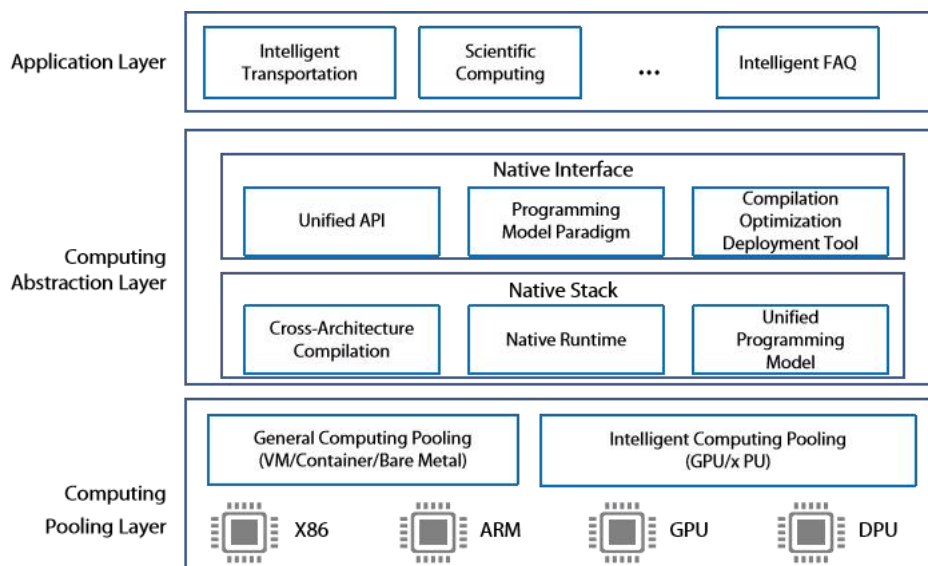 Application Layer
Intelligent
Transportation
Scientific
Computing
...
Intelligent FAQ
Computing
Abstraction Layer
Native Interface
Unified API
Programming
Model Paradigm
Compilation
Optimization
Deployment Tool
Native Stack
Cross-Architecture
Compilation
Native Runtime
Unified
Programming
Model
Computing
Pooling Layer
General Computing Pooling
(VM/Container/Bare Metal)
Intelligent Computing Pooling
(GPU/x PU)
X86
ARM
GPU
DPU